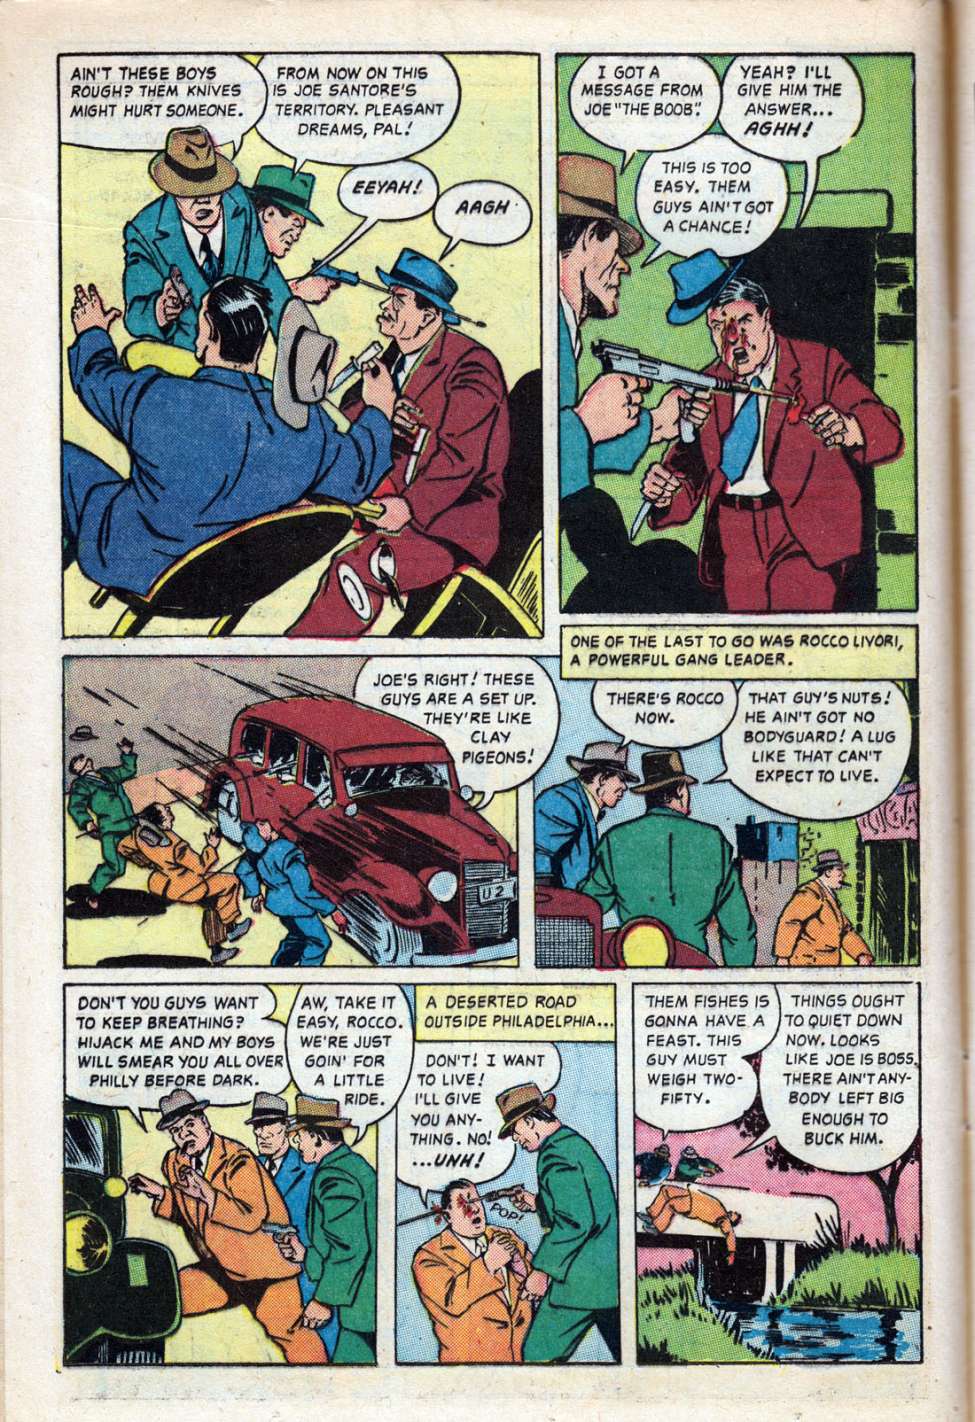 AIN'T THESE BOYS
ROUGH? THEM KNIVES
MIGHT HURT SOMEONE.
FROM NOW ON THIS
IS JOE SANTORE'S
TERRITORY. PLEASANT
DREAMS, PAL!
EEYAH!
AAGH
I GOT A
MESSAGE FROM
JOE "THE BOOB".
YEAH? I'LL
GIVE HIM THE
ANSWER...
AGHH!
THIS IS TOO
EASY. THEM
GUYS AIN'T GOT
A CHANCE!
JOE'S RIGHT! THESE
GUYS ARE A SET UP.
THEY'RE LIKE
CLAY
PIGEONS!
U 2
ONE OF THE LAST TO GO WAS ROCCO LIVORI,
A POWERFUL GANG LEADER.
THERE'S ROCCO
NOW.
THAT GUY'S NUTS!
HE AIN'T GOT NO
BODYGUARD! A LUG
LIKE THAT CAN'T
EXPECT TO LIVE.
DON'T YOU GUYS WANT
TO KEEP BREATHING?
HIJACK ME AND MY BOYS
WILL SMEAR YOU ALL OVER
PHILLY BEFORE DARK.
AW, TAKE IT
EASY, ROCCO.
WE'RE JUST
GOIN' FOR
A LITTLE
RIDE.
A DESERTED ROAD
OUTSIDE PHILADELPHIA...
DON'T! I WANT
TO LIVE!
I'LL GIVE
YOU ANY-
THING. NO!
...UNH!
POP!
THEM FISHES IS
GONNA HAVE A
FEAST. THIS
GUY MUST
WEIGH TWO-
FIFTY.
THINGS OUGHT
TO QUIET DOWN
NOW. LOOKS
LIKE JOE IS BOSS.
THERE AIN'T ANY-
BODY LEFT BIG
ENOUGH TO
BUCK HIM.